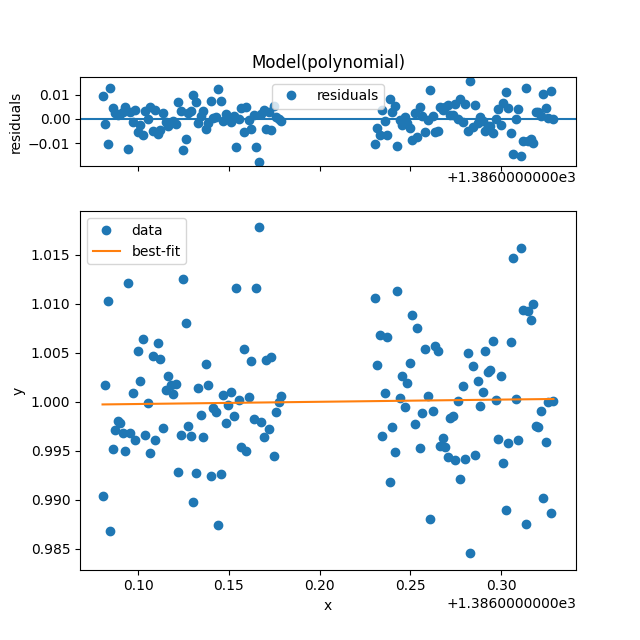 Model(polynomial)
residuals
0.01
0.00
−0.01
residuals
+1.3860000000e3
y
1.015
1.010
1.005
1.000
0.995
0.990
0.985
data
best-fit
0.10 0.15 0.20 0.25 0.30
x
+1.3860000000e3